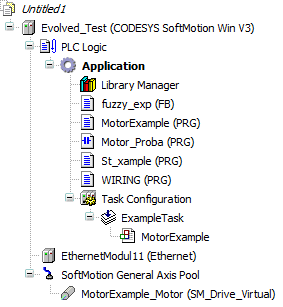 Untitled1
Evolved_Test (CODESYS SoftMotion Win V3)
PLC Logic
Application
Library Manager
fuzzy_exp (FB)
MotorExample (PRG)
Motor_Proba (PRG)
St_xample (PRG)
WIRING (PRG)
Task Configuration
ExampleTask
MotorExample
EthernetModul11 (Ethernet)
SoftMotion General Axis Pool
MotorExample_Motor (SM_Drive_Virtual)